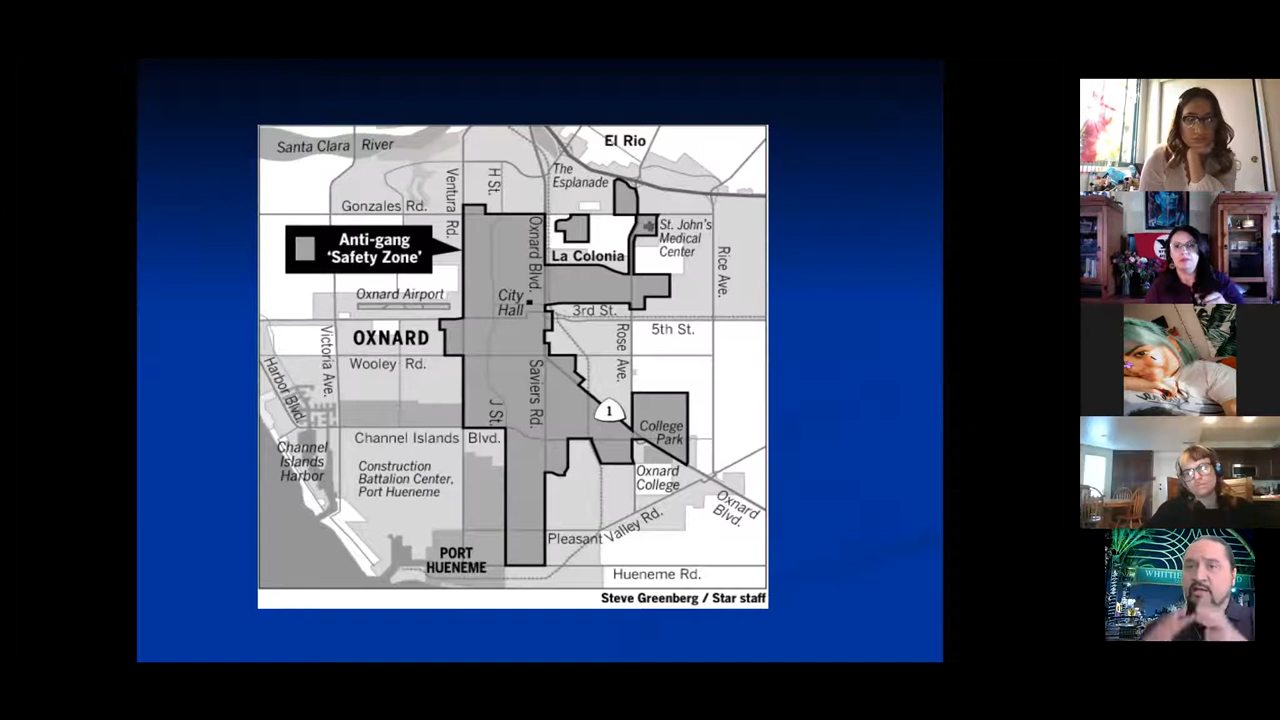 Santa Clara River
El Rio
The
Esplanade
Ventura Rd.
H St.
Gonzales Rd.
Anti-gang
‘Safety Zone’
Oxnard Blvd.
La Colonia
St. John’s
Medical
Center
Rice Ave.
Oxnard Airport
City
Hall
3rd St.
5th St.
OXNARD
Victoria Ave.
Wooley Rd.
Rose Ave.
Harbor Blvd.
Saviers Rd.
J St.
1
College
Park
Channel Islands Blvd.
Channel
Islands
Harbor
Construction
Battalion Center,
Port Hueneme
Oxnard
College
Oxnard
Blvd.
Pleasant Valley Rd.
PORT
HUENEME
Hueneme Rd.
Steve Greenberg / Star staff
WHITTIE